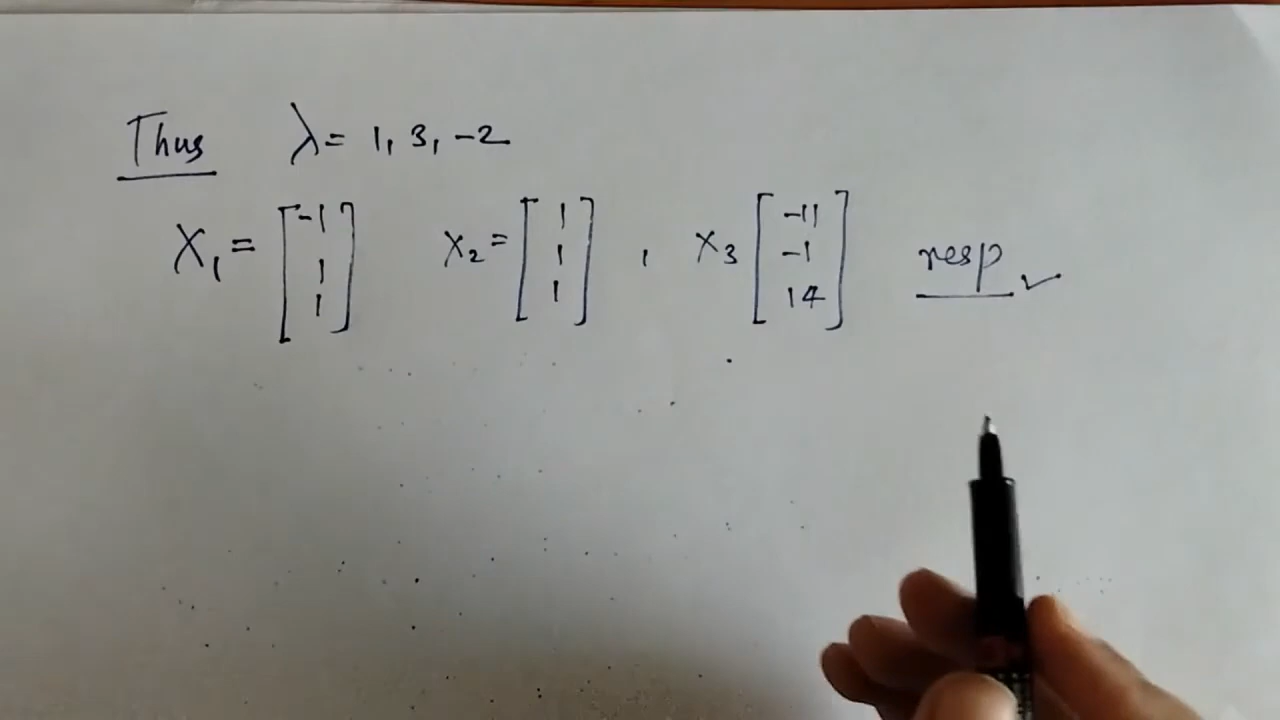 Thus λ= 1, 3, -2
X₁ = [-1 1 1] X₂ = [1 1 1] , X₃ [-11 -1 14] resp ✓